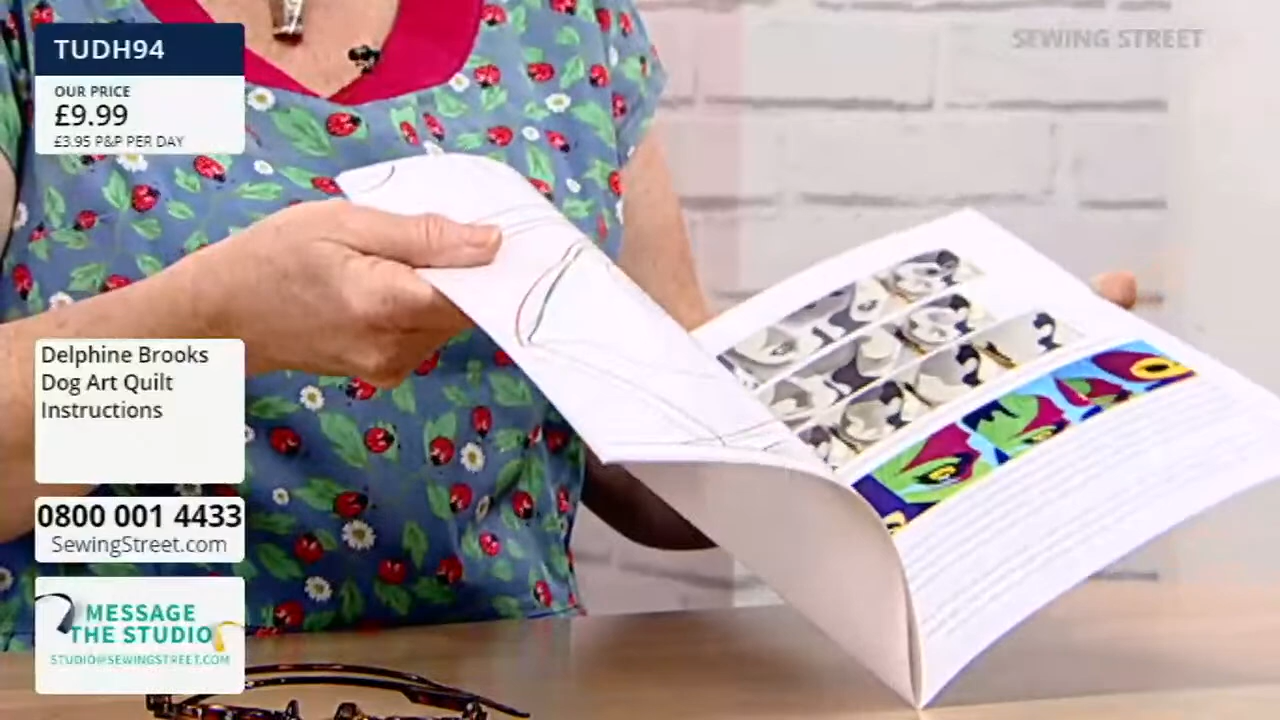 TUDH94
OUR PRICE
£9.99
£3.95 P&P PER DAY
SEWING STREET
Delphine Brooks
Dog Art Quilt
Instructions
0800 001 4433
SewingStreet.com
MESSAGE
THE STUDIO
STUDIO@SEWINGSTREET.COM